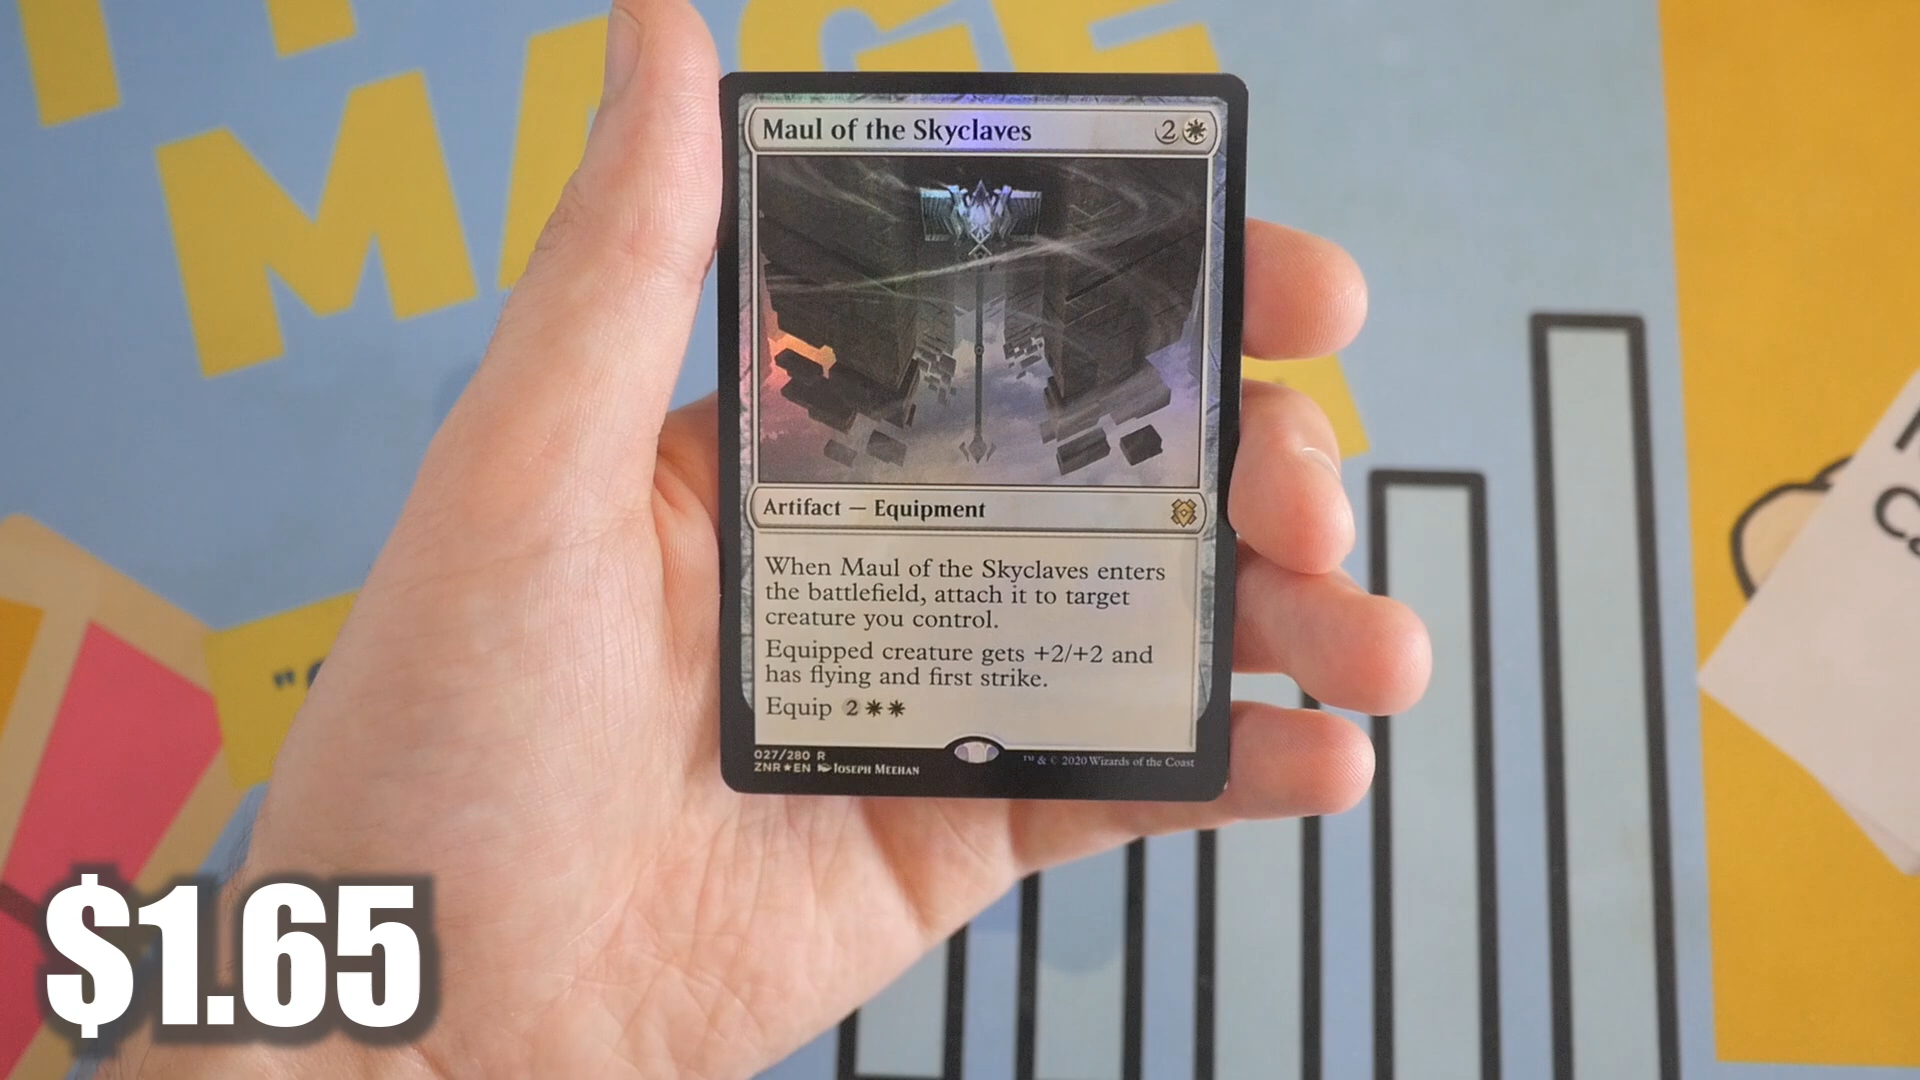 MAGE
Maul of the Skyclaves 2
Artifact — Equipment
When Maul of the Skyclaves enters
the battlefield, attach it to target
creature you control.
Equipped creature gets +2/+2 and
has flying and first strike.
Equip 2
027/280 R
ZNR★EN Joseph Meehan
™ & © 2020 Wizards of the Coast
$1.65